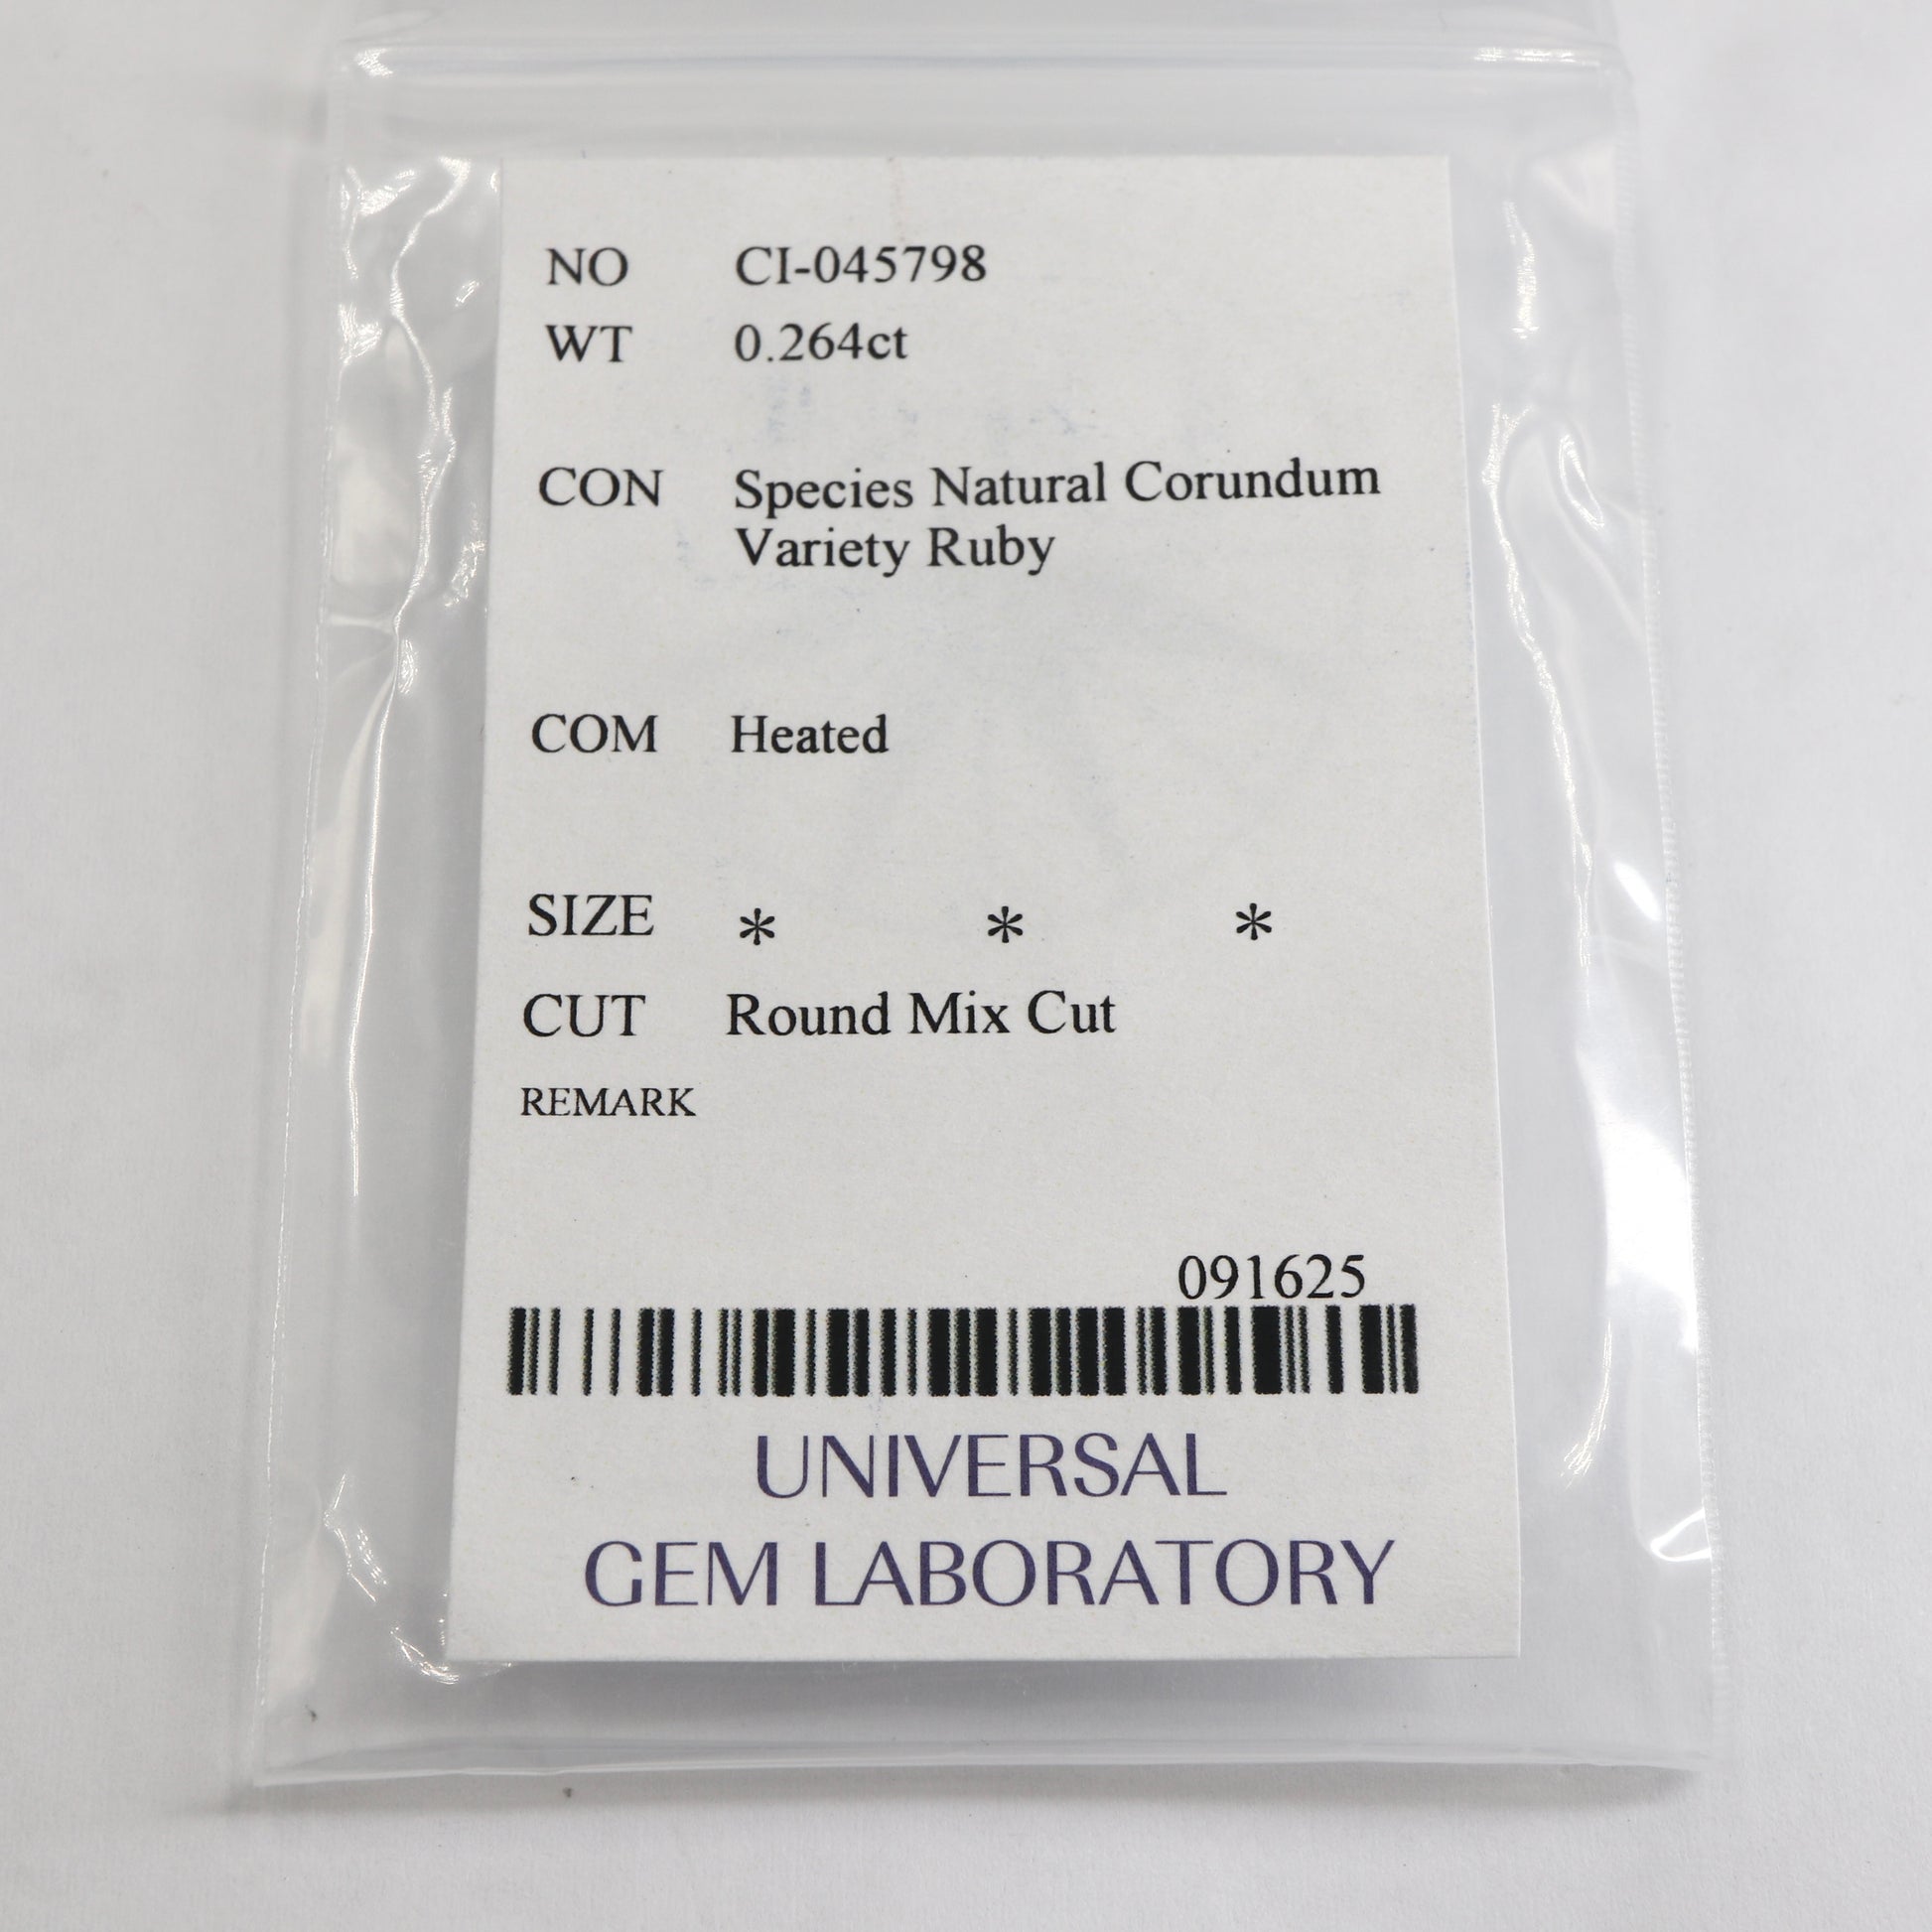 NO CI-045798
WT 0.264ct
CON Species Natural Corundum
Variety Ruby
COM Heated
SIZE * * *
CUT Round Mix Cut
REMARK
091625
UNIVERSAL
GEM LABORATORY